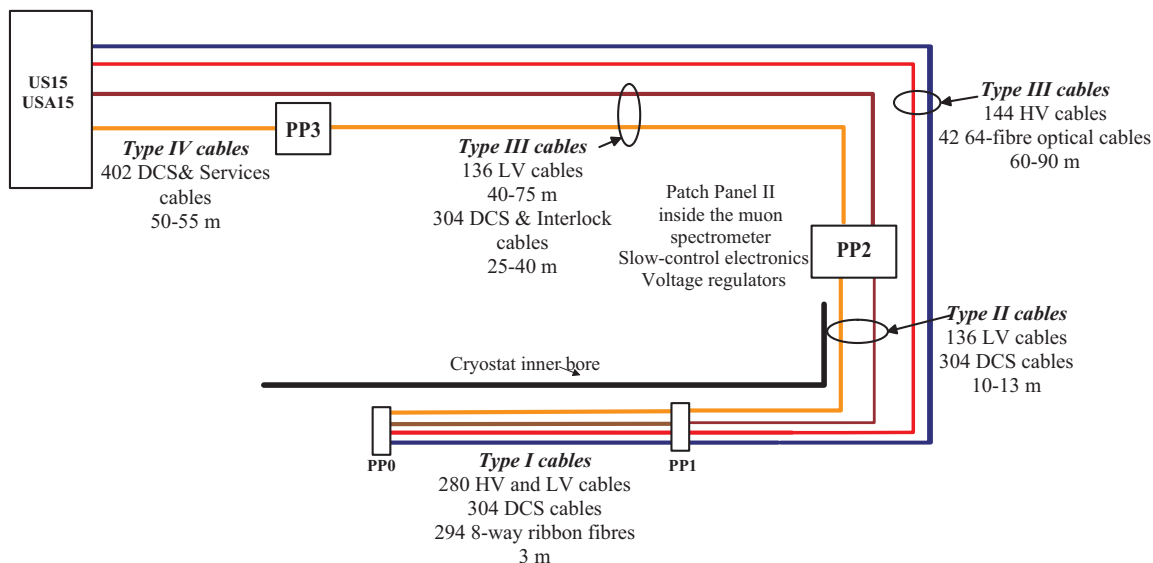 US15
USA15
PP3
Type IV cables
402 DCS& Services
cables
50-55 m
Type III cables
136 LV cables
40-75 m
304 DCS & Interlock
cables
25-40 m
Type III cables
144 HV cables
42 64-fibre optical cables
60-90 m
Patch Panel II
inside the muon
spectrometer
Slow-control electronics
Voltage regulators
PP2
Type II cables
136 LV cables
304 DCS cables
10-13 m
Cryostat inner bore
PP0
PP1
Type I cables
280 HV and LV cables
304 DCS cables
294 8-way ribbon fibres
3 m